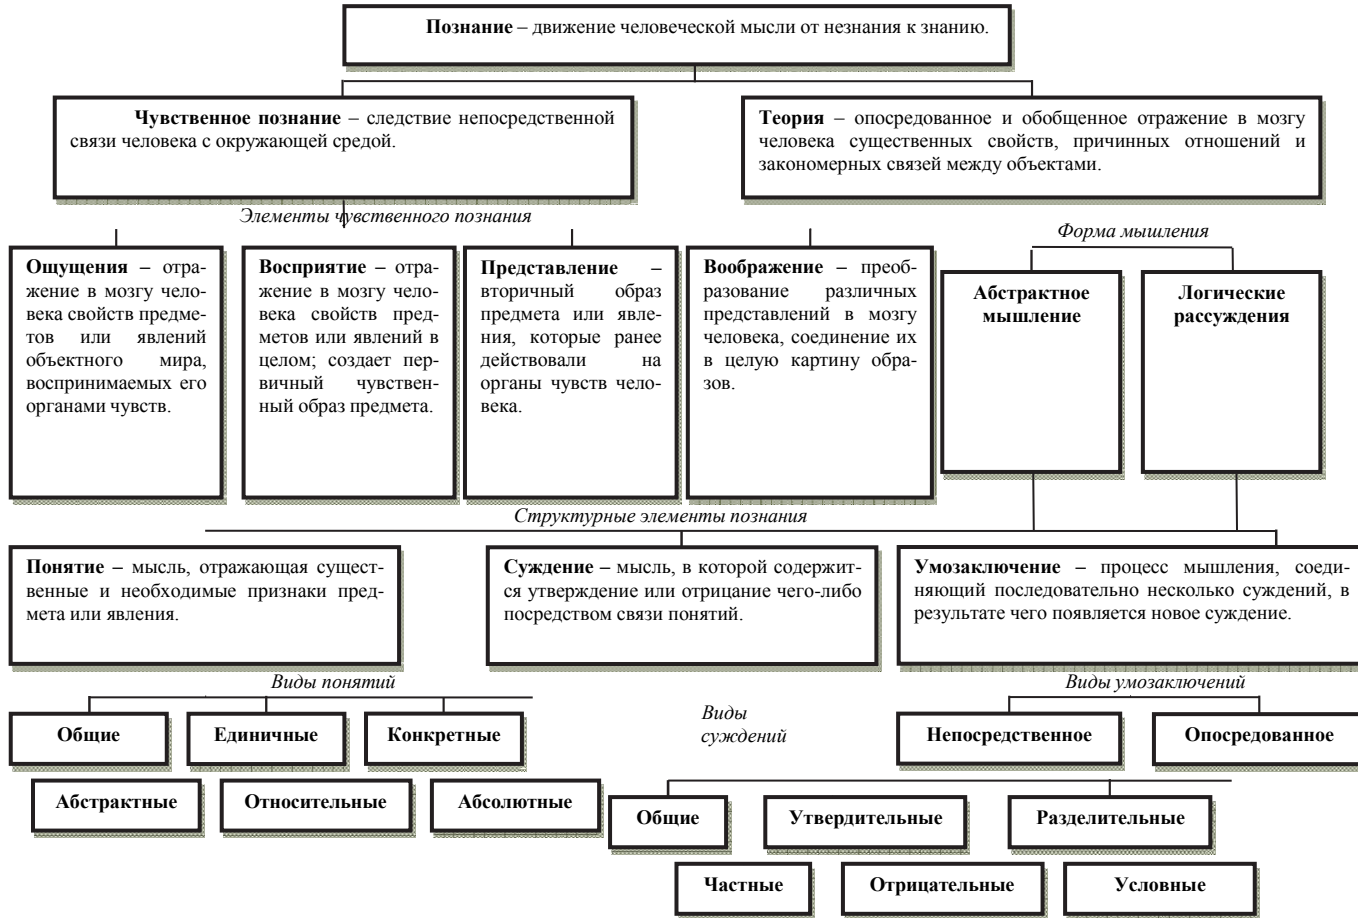 Познание – движение человеческой мысли от незнания к знанию.
Чувственное познание – следствие непосредственной
связи человека с окружающей средой.
Теория – опосредованное и обобщенное отражение в мозгу
человека существенных свойств, причинных отношений и
закономерных связей между объектами.
Элементы чувственного познания
Форма мышления
Ощущения – отра-
жение в мозгу чело-
века свойств предме-
тов или явлений
объектного мира,
воспринимаемых его
органами чувств.
Восприятие – отра-
жение в мозгу чело-
века свойств пред-
метов или явлений в
целом; создает пер-
вичный чувствен-
ный образ предмета.
Представление –
вторичный образ
предмета или явле-
ния, которые ранее
действовали на
органы чувств чело-
века.
Воображение – преоб-
разование различных
представлений в мозгу
человека, соединение их
в целую картину обра-
зов.
Абстрактное
мышление
Логические
рассуждения
Структурные элементы познания
Понятие – мысль, отражающая сущест-
венные и необходимые признаки пред-
мета или явления.
Суждение – мысль, в которой содержит-
ся утверждение или отрицание чего-либо
посредством связи понятий.
Умозаключение – процесс мышления, соеди-
няющий последовательно несколько суждений, в
результате чего появляется новое суждение.
Виды понятий
Общие
Единичные
Конкретные
Абстрактные
Относительные
Абсолютные
Виды
суждений
Виды умозаключений
Непосредственное
Опосредованное
Общие
Утвердительные
Разделительные
Частные
Отрицательные
Условные